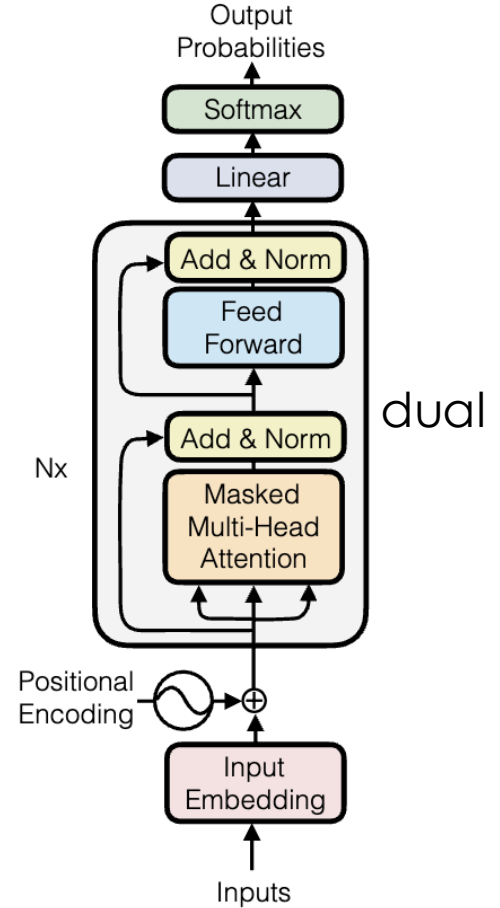 Output
Probabilities
Softmax
Linear
Add & Norm
Feed
Forward
dual
Add & Norm
Nx
Masked
Multi-Head
Attention
Positional
Encoding
Input
Embedding
Inputs